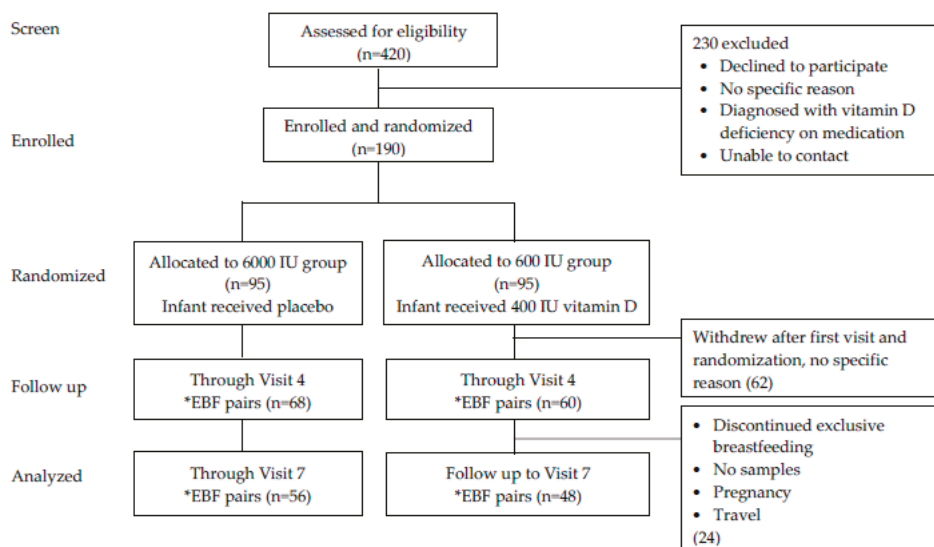 Screen
Assessed for eligibility
(n=420)
230 excluded
• Declined to participate
• No specific reason
• Diagnosed with vitamin D
deficiency on medication
• Unable to contact
Enrolled
Enrolled and randomized
(n=190)
Randomized
Allocated to 6000 IU group
(n=95)
Infant received placebo
Allocated to 600 IU group
(n=95)
Infant received 400 IU vitamin D
Withdrew after first visit and
randomization, no specific
reason (62)
Follow up
Through Visit 4
*EBF pairs (n=68)
Through Visit 4
*EBF pairs (n=60)
• Discontinued exclusive
breastfeeding
• No samples
• Pregnancy
• Travel
(24)
Analyzed
Through Visit 7
*EBF pairs (n=56)
Follow up to Visit 7
*EBF pairs (n=48)